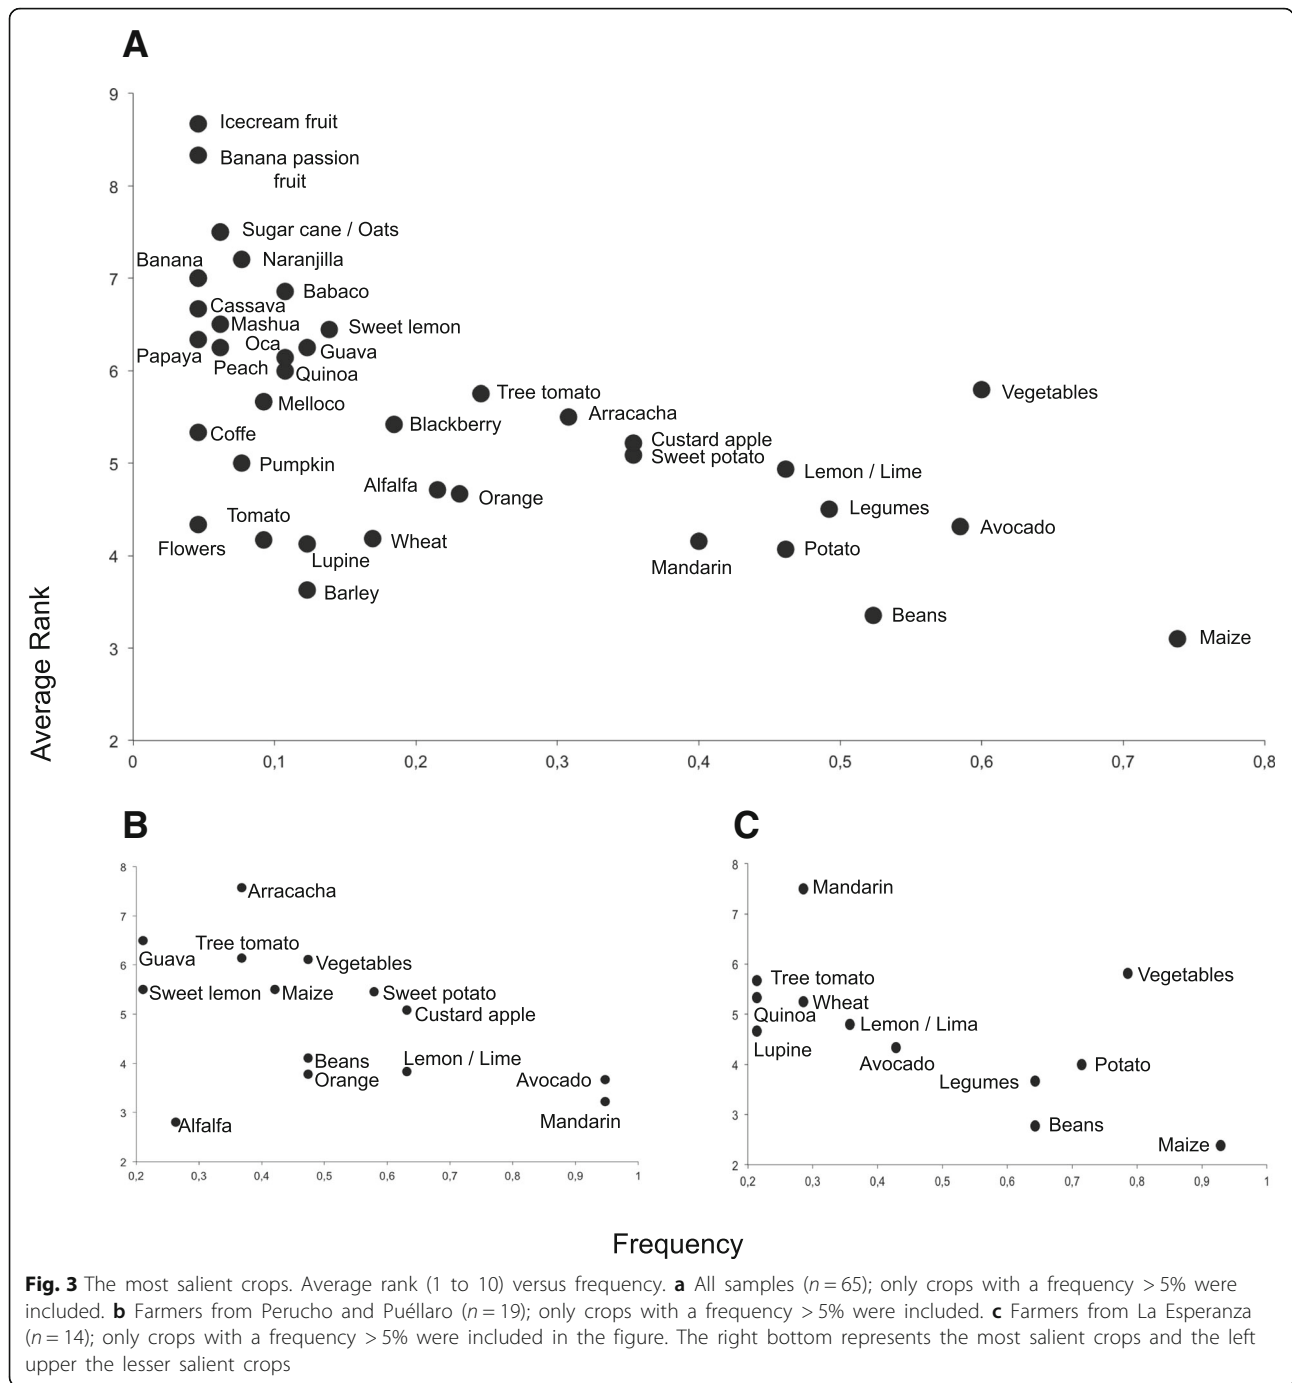 A
9
Icecream fruit
Banana passion
fruit
8
Sugar cane / Oats
Banana
Naranjilla
7
Babaco
Cassava
Mashua
Sweet lemon
Oca
Guava
Papaya
Peach
6
Quinoa
Tree tomato
Vegetables
Melloco
Arracacha
Blackberry
Coffe
Custard apple
Sweet potato
5
Pumpkin
Lemon / Lime
Alfalfa
Orange
Legumes
Tomato
Avocado
Flowers
Wheat
4
Lupine
Mandarin
Potato
Barley
Beans
3
Maize
2
Average Rank
0 0,1 0,2 0,3 0,4 0,5 0,6 0,7 0,8
B
8
Arracacha
7
Tree tomato
Guava
Vegetables
6
Sweet lemon
Maize
Sweet potato
Custard apple
5
Beans
Lemon / Lime
4
Orange
Avocado
Mandarin
3
Alfalfa
2
0,2 0,3 0,4 0,5 0,6 0,7 0,8 0,9 1
C
8
Mandarin
7
6
Tree tomato
Vegetables
Wheat
Quinoa
5
Lemon / Lima
Lupine
Avocado
4
Potato
Legumes
3
Beans
Maize
2
0,2 0,3 0,4 0,5 0,6 0,7 0,8 0,9 1
Frequency
Fig. 3 The most salient crops. Average rank (1 to 10) versus frequency. a All samples (n = 65); only crops with a frequency > 5% were
included. b Farmers from Perucho and Puéllaro (n = 19); only crops with a frequency > 5% were included. c Farmers from La Esperanza
(n = 14); only crops with a frequency > 5% were included in the figure. The right bottom represents the most salient crops and the left
upper the lesser salient crops